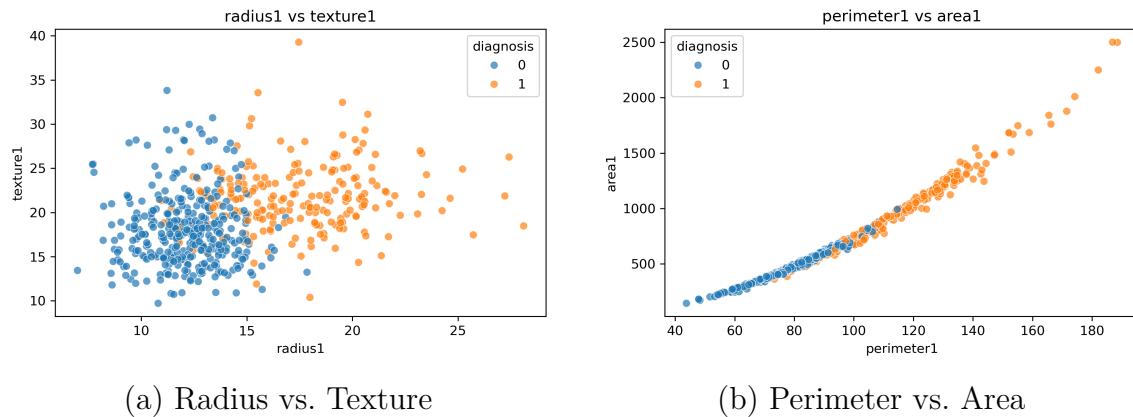 radius1 vs texture1
diagnosis
0
1
40
35
30
25
20
15
10
texture1
10
15
20
25
radius1
(a) Radius vs. Texture
perimeter1 vs area1
diagnosis
0
1
2500
2000
1500
1000
500
area1
40
60
80
100
120
140
160
180
perimeter1
(b) Perimeter vs. Area